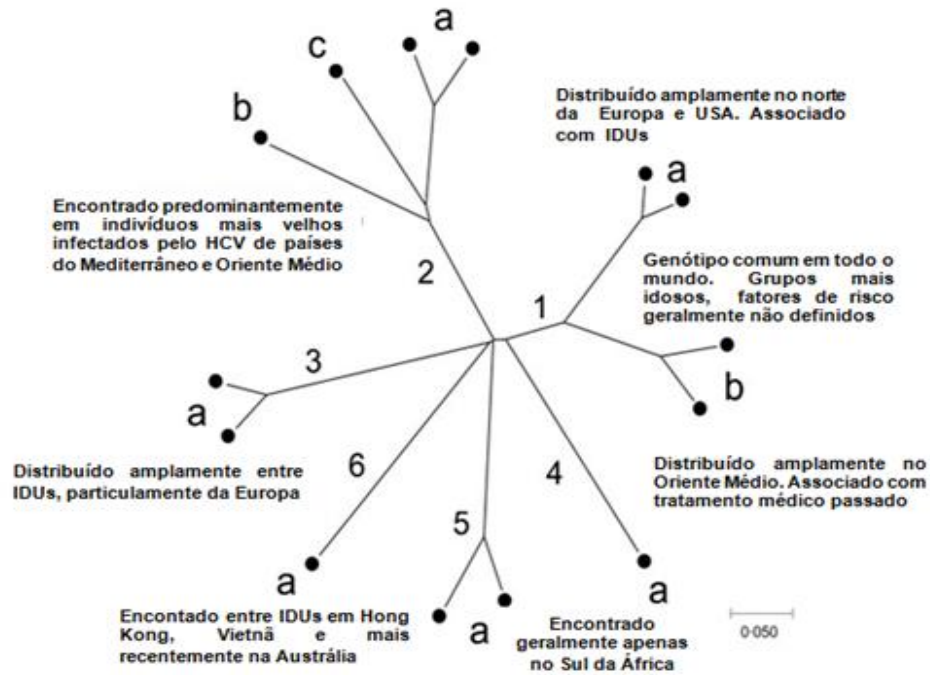 a
c
b
Distribuído amplamente no norte
da Europa e USA. Associado
com IDUs
a
Encontrado predominantemente
em indivíduos mais velhos
infectados pelo HCV de países
do Mediterrâneo e Oriente Médio
Genótipo comum em todo o
mundo. Grupos mais
idosos, fatores de risco
geralmente não definidos
2
1
3
b
a
Distribuído amplamente entre
IDUs, particulamente da Europa
6
4
Distribuído amplamente no
Oriente Médio. Associado com
tratamento médico passado
5
a
a
a
Encontado entre IDUs em Hong
Kong, Vietnã e mais
recentemente na Austrália
Encontrado
geralmente apenas
no Sul da África
0·050